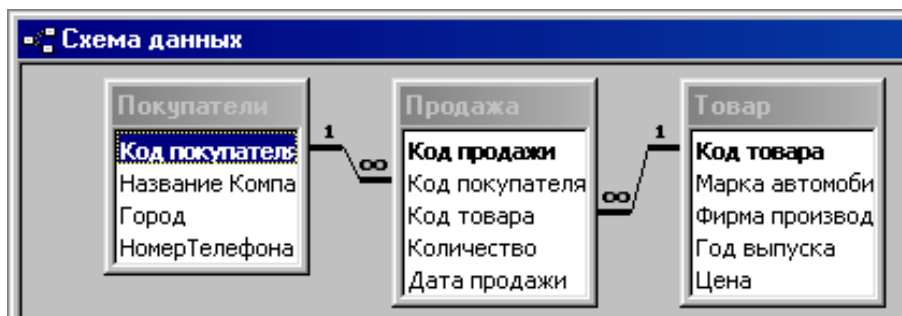 Схема данных
Покупатели
Код покупателя
Название Компа
Город
НомерТелефона
1
∞
Продажа
Код продажи
Код покупателя
Код товара
Количество
Дата продажи
∞
1
Товар
Код товара
Марка автомоби
Фирма производ
Год выпуска
Цена